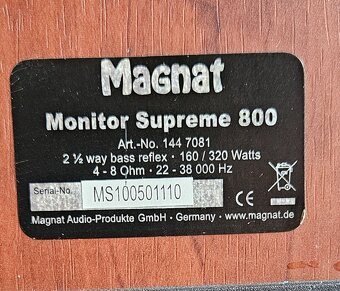 Magnat
Monitor Supreme 800
Art.-No. 144 7081
2 ½ way bass reflex · 160 / 320 Watts
4 - 8 Ohm · 22 - 38 000 Hz
Serial-No. MS100501110
CE
Magnat Audio-Produkte GmbH · Germany · www.magnat.de